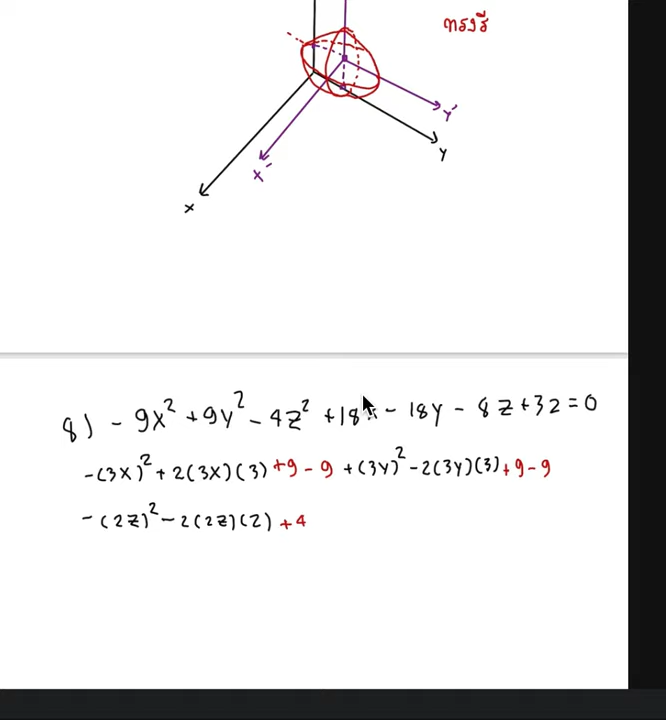 ทรงรี
Y'
Y
X'
X
8) - 9x² + 9y² - 4z² + 18x - 18y - 8z + 32 = 0
-(3x)² + 2(3x)(3) + 9 - 9 + (3y)² - 2(3y)(3) + 9 - 9
-(2z)² - 2(2z)(2) + 4